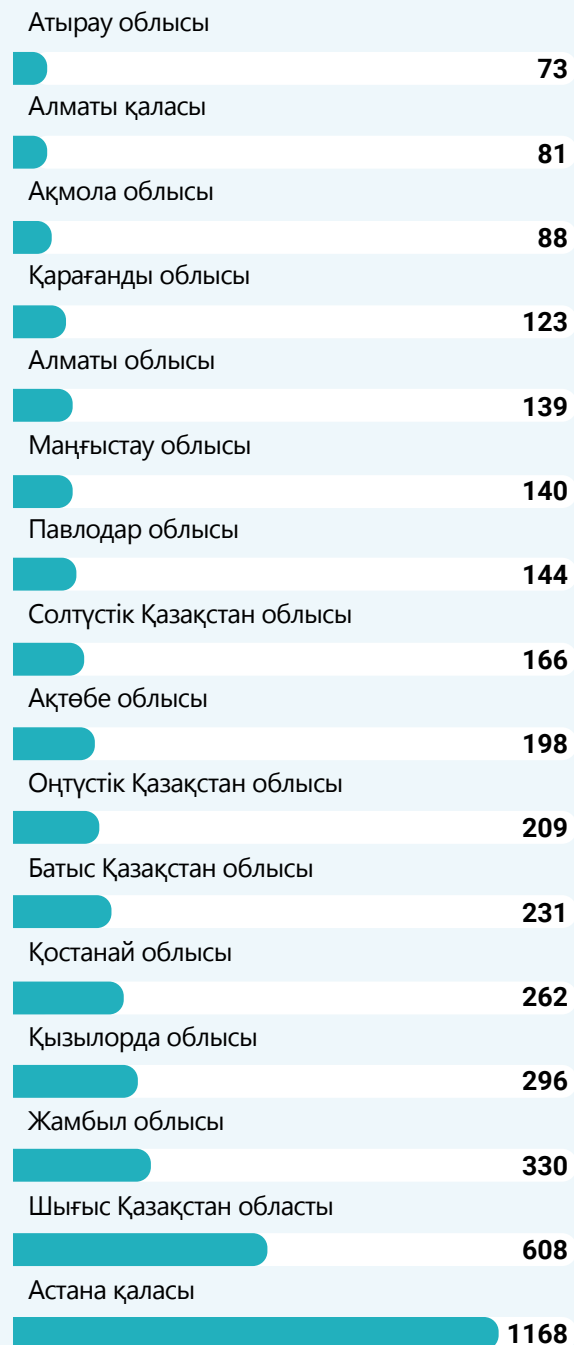 Атырау облысы
73
Алматы қаласы
81
Ақмола облысы
88
Қарағанды облысы
123
Алматы облысы
139
Маңғыстау облысы
140
Павлодар облысы
144
Солтүстік Қазақстан облысы
166
Ақтөбе облысы
198
Оңтүстік Қазақстан облысы
209
Батыс Қазақстан облысы
231
Қостанай облысы
262
Қызылорда облысы
296
Жамбыл облысы
330
Шығыс Қазақстан областы
608
Астана қаласы
1168